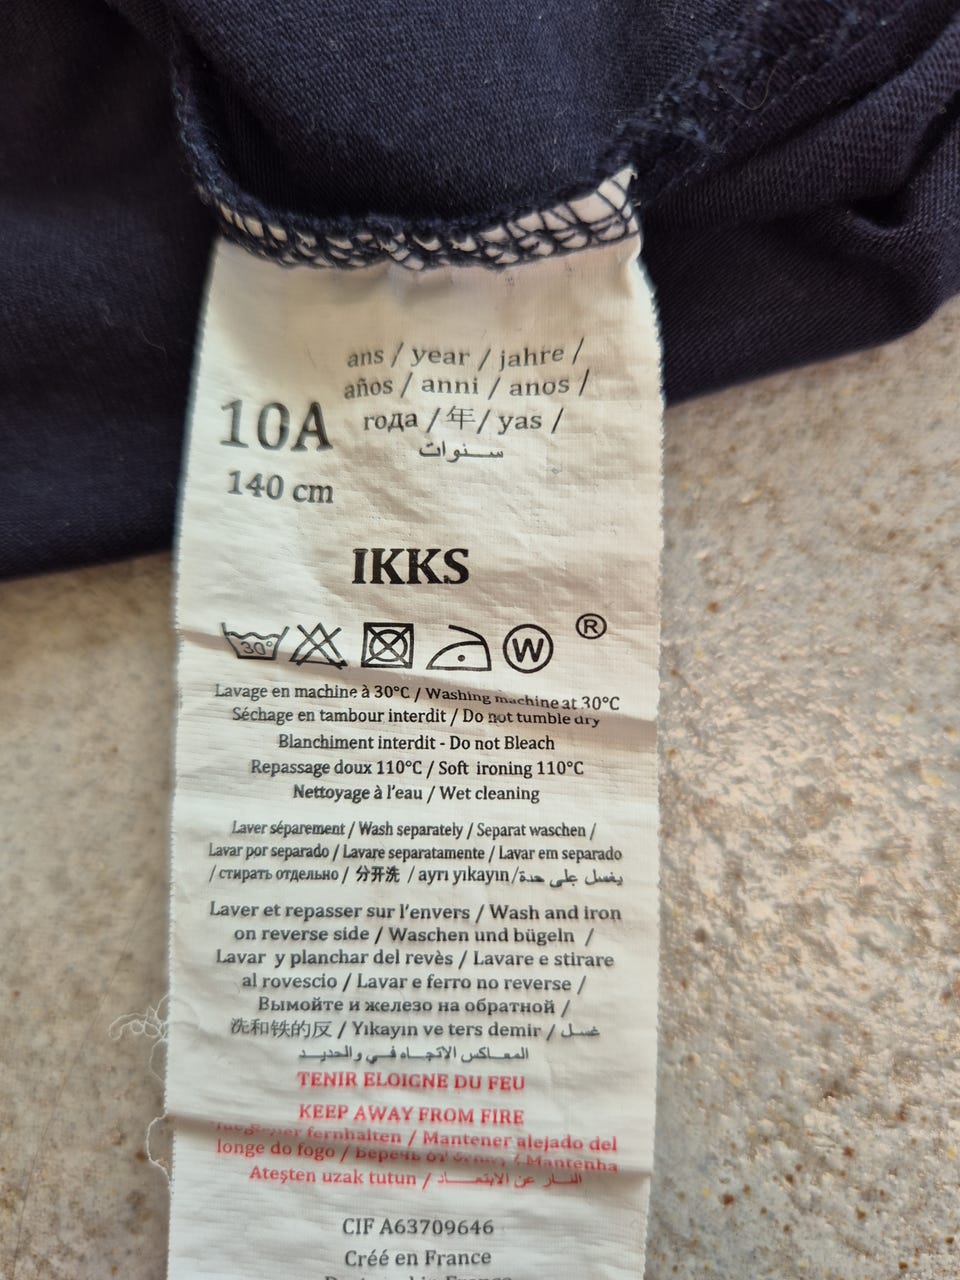 ans / year / jahre /
años / anni / anos /
года / 年 / yas /
سنوات
10A
140 cm
IKKS
®
30°
W
Lavage en machine à 30°C / Washing machine at 30°C
Séchage en tambour interdit / Do not tumble dry
Blanchiment interdit - Do not Bleach
Repassage doux 110°C / Soft ironing 110°C
Nettoyage à l'eau / Wet cleaning
Laver séparement / Wash separately / Separat waschen /
Lavar por separado / Lavare separatamente / Lavar em separado
/ стирать отдельно / 分开洗 / ayrı yıkayın/يغسل على حدة
Laver et repasser sur l'envers / Wash and iron
on reverse side / Waschen und bügeln /
Lavar y planchar del revès / Lavare e stirare
al rovescio / Lavar e ferro no reverse /
Вымойте и железо на обратной /
洗和铁的反 / Yıkayın ve ters demir / غسل
المعاكس الاتجاه في والحديد
TENIR ELOIGNE DU FEU
KEEP AWAY FROM FIRE
fernhalten / Mantener alejado del
longe do fogo / Беречь от / Mantenha
Ateşten uzak tutun / النار عن الابتعاد
CIF A63709646
Créé en France